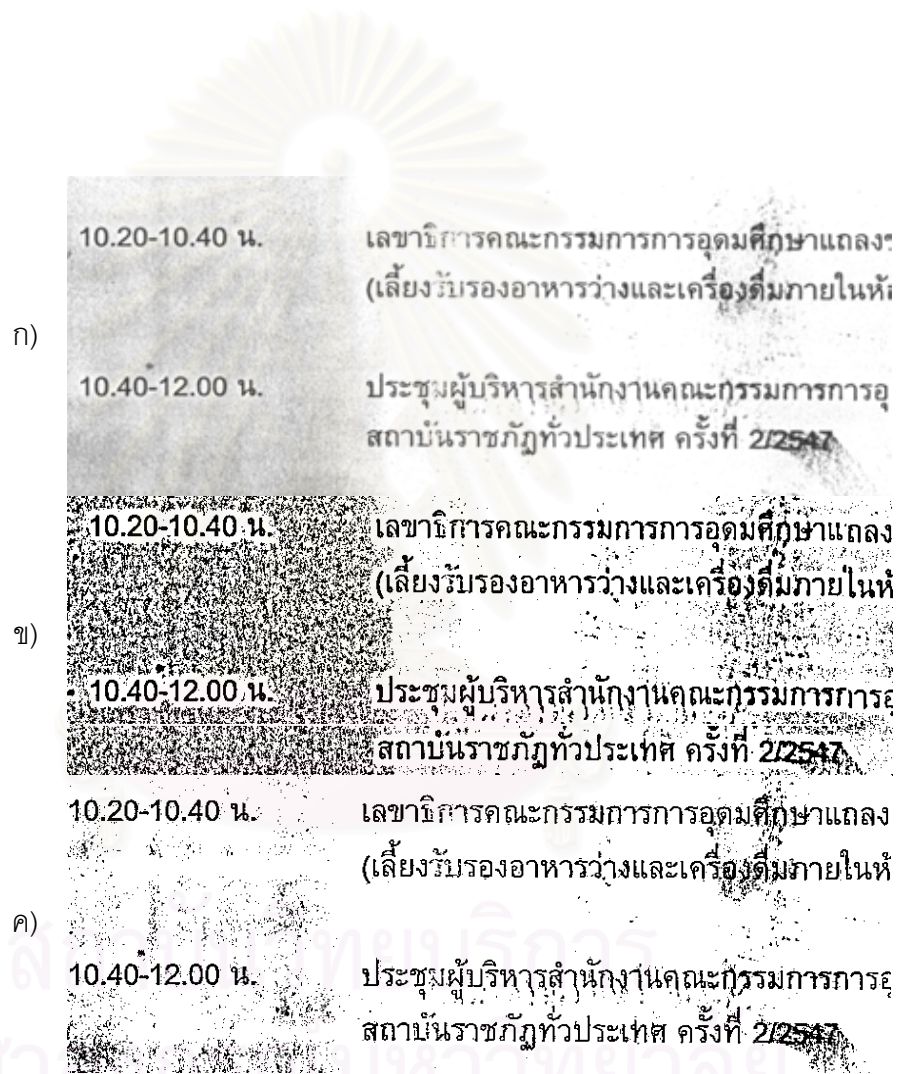 10.20-10.40 น. เลขาธิการคณะกรรมการการอุดมศึกษาแถลง
(เลี้ยงรับรองอาหารว่างและเครื่องดื่มภายในห้
ก)
10.40-12.00 น. ประชุมผู้บริหารสำนักงานคณะกรรมการการอุ
สถาบันราชภัฏทั่วประเทศ ครั้งที่ 2/2547
10.20-10.40 น. เลขาธิการคณะกรรมการการอุดมศึกษาแถลง
(เลี้ยงรับรองอาหารว่างและเครื่องดื่มภายในห้
ข)
10.40-12.00 น. ประชุมผู้บริหารสำนักงานคณะกรรมการการอุ
สถาบันราชภัฏทั่วประเทศ ครั้งที่ 2/2547
10.20-10.40 น. เลขาธิการคณะกรรมการการอุดมศึกษาแถลง
(เลี้ยงรับรองอาหารว่างและเครื่องดื่มภายในห้
ค)
10.40-12.00 น. ประชุมผู้บริหารสำนักงานคณะกรรมการการอุ
สถาบันราชภัฏทั่วประเทศ ครั้งที่ 2/2547